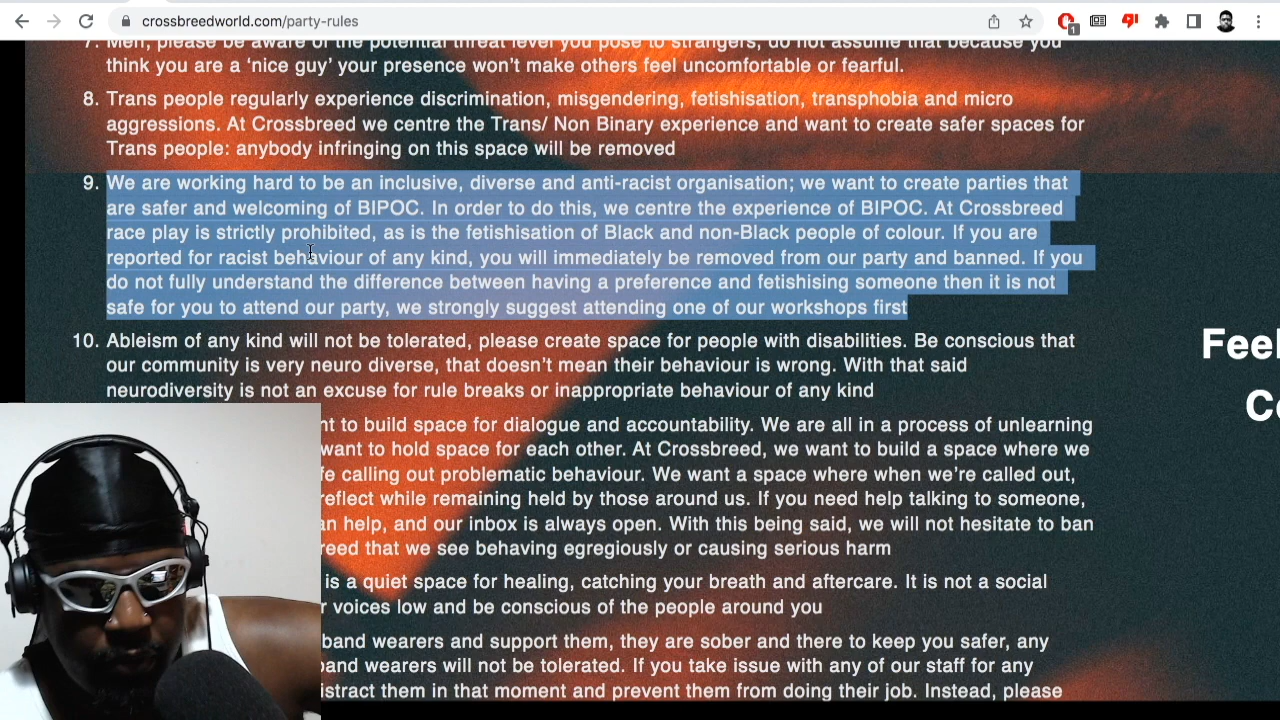 crossbreedworld.com/party-rules
1
7. Men, please be aware of the potential threat level you pose to strangers, do not assume that because you
think you are a ‘nice guy’ your presence won’t make others feel uncomfortable or fearful.
8. Trans people regularly experience discrimination, misgendering, fetishisation, transphobia and micro
aggressions. At Crossbreed we centre the Trans/ Non Binary experience and want to create safer spaces for
Trans people: anybody infringing on this space will be removed
9. We are working hard to be an inclusive, diverse and anti-racist organisation; we want to create parties that
are safer and welcoming of BIPOC. In order to do this, we centre the experience of BIPOC. At Crossbreed
race play is strictly prohibited, as is the fetishisation of Black and non-Black people of colour. If you are
reported for racist behaviour of any kind, you will immediately be removed from our party and banned. If you
do not fully understand the difference between having a preference and fetishising someone then it is not
safe for you to attend our party, we strongly suggest attending one of our workshops first
Feel
Co
10. Ableism of any kind will not be tolerated, please create space for people with disabilities. Be conscious that
our community is very neuro diverse, that doesn’t mean their behaviour is wrong. With that said
neurodiversity is not an excuse for rule breaks or inappropriate behaviour of any kind
nt to build space for dialogue and accountability. We are all in a process of unlearning
want to hold space for each other. At Crossbreed, we want to build a space where we
fe calling out problematic behaviour. We want a space where when we’re called out,
reflect while remaining held by those around us. If you need help talking to someone,
an help, and our inbox is always open. With this being said, we will not hesitate to ban
reed that we see behaving egregiously or causing serious harm
is a quiet space for healing, catching your breath and aftercare. It is not a social
r voices low and be conscious of the people around you
band wearers and support them, they are sober and there to keep you safer, any
band wearers will not be tolerated. If you take issue with any of our staff for any
istract them in that moment and prevent them from doing their job. Instead, please